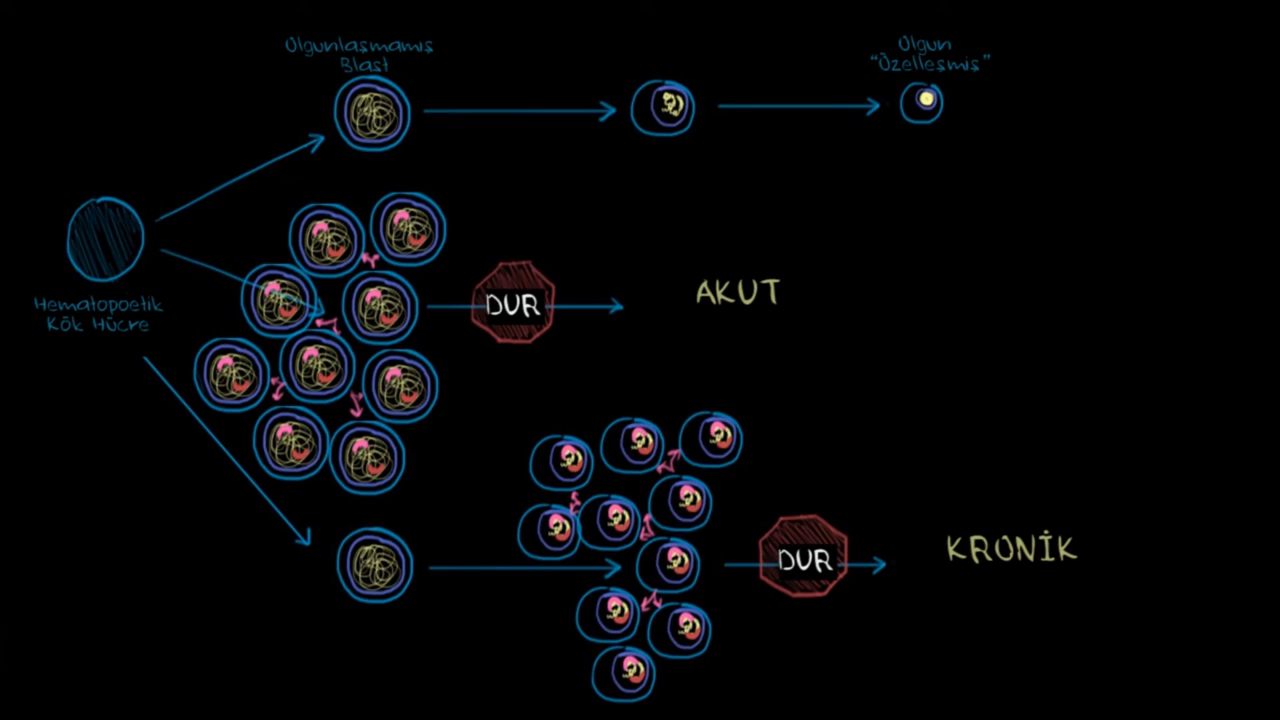 Olgunlaşmamış
Blast
Olgun
"Özelleşmiş"
Hematopoetik
Kök Hücre
DUR
AKUT
DUR
KRONİK